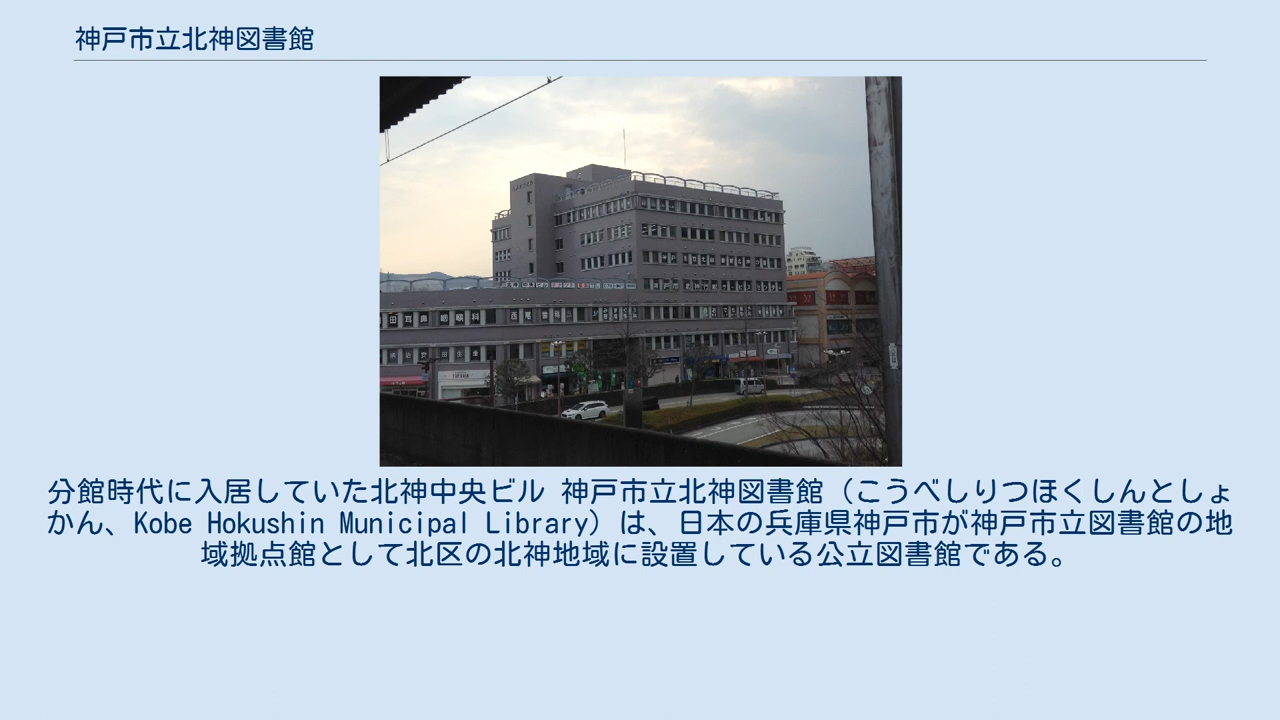 神戸市立北神図書館
耳鼻咽喉科
分館時代に入居していた北神中央ビル 神戸市立北神図書館（こうべしりつほくしんとしょ
かん、Kobe Hokushin Municipal Library）は、日本の兵庫県神戸市が神戸市立図書館の地
域拠点館として北区の北神地域に設置している公立図書館である。